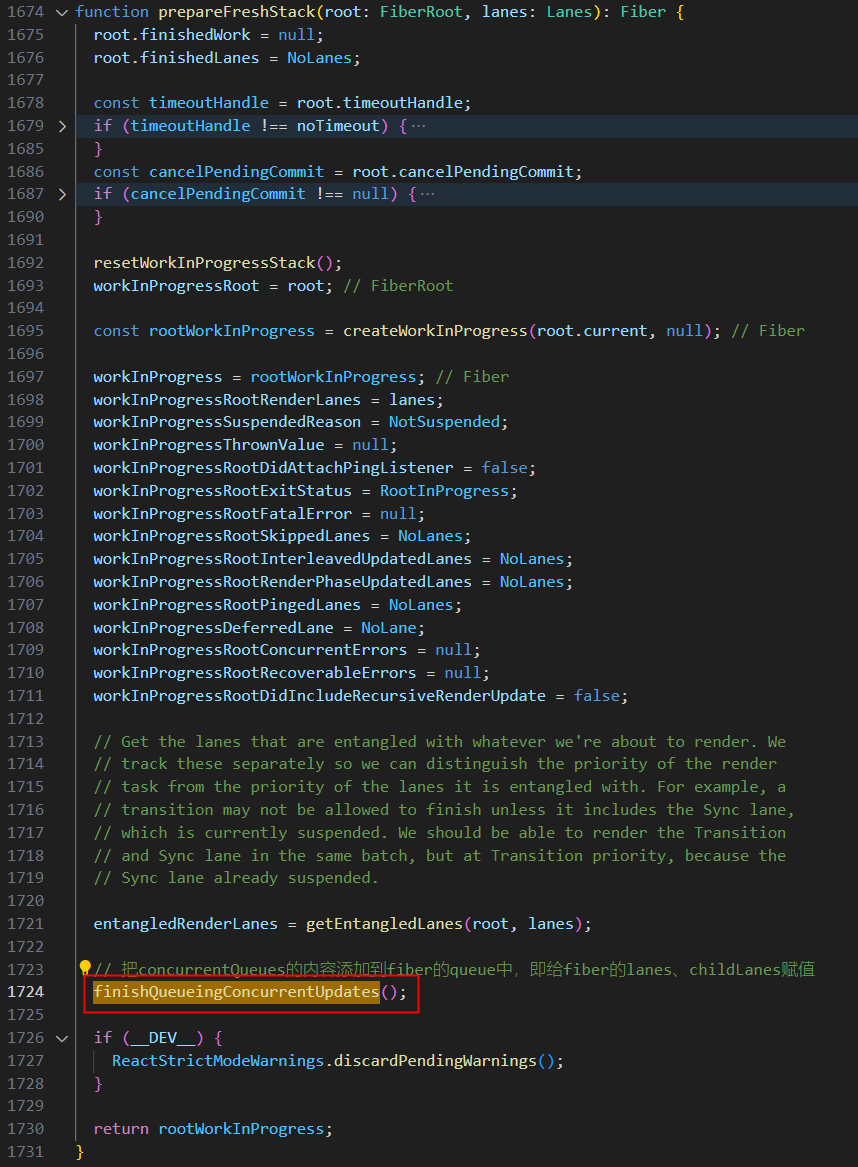 1674 function prepareFreshStack(root: FiberRoot, lanes: Lanes): Fiber {
1675 root.finishedWork = null;
1676 root.finishedLanes = NoLanes;
1677
1678 const timeoutHandle = root.timeoutHandle;
1679 if (timeoutHandle !== noTimeout) {···
1685 }
1686 const cancelPendingCommit = root.cancelPendingCommit;
1687 if (cancelPendingCommit !== null) {···
1690 }
1691
1692 resetWorkInProgressStack();
1693 workInProgressRoot = root; // FiberRoot
1694
1695 const rootWorkInProgress = createWorkInProgress(root.current, null); // Fiber
1696
1697 workInProgress = rootWorkInProgress; // Fiber
1698 workInProgressRootRenderLanes = lanes;
1699 workInProgressSuspendedReason = NotSuspended;
1700 workInProgressThrownValue = null;
1701 workInProgressRootDidAttachPingListener = false;
1702 workInProgressRootExitStatus = RootInProgress;
1703 workInProgressRootFatalError = null;
1704 workInProgressRootSkippedLanes = NoLanes;
1705 workInProgressRootInterleavedUpdatedLanes = NoLanes;
1706 workInProgressRootRenderPhaseUpdatedLanes = NoLanes;
1707 workInProgressRootPingedLanes = NoLanes;
1708 workInProgressDeferredLane = NoLane;
1709 workInProgressRootConcurrentErrors = null;
1710 workInProgressRootRecoverableErrors = null;
1711 workInProgressRootDidIncludeRecursiveRenderUpdate = false;
1712
1713 // Get the lanes that are entangled with whatever we're about to render. We
1714 // track these separately so we can distinguish the priority of the render
1715 // task from the priority of the lanes it is entangled with. For example, a
1716 // transition may not be allowed to finish unless it includes the Sync lane,
1717 // which is currently suspended. We should be able to render the Transition
1718 // and Sync lane in the same batch, but at Transition priority, because the
1719 // Sync lane already suspended.
1720
1721 entangledRenderLanes = getEntangledLanes(root, lanes);
1722
1723 // 把concurrentQueues的内容添加到fiber的queue中，即给fiber的lanes、childLanes赋值
1724 finishQueueingConcurrentUpdates();
1725
1726 if (__DEV__) {
1727 ReactStrictModeWarnings.discardPendingWarnings();
1728 }
1729
1730 return rootWorkInProgress;
1731 }